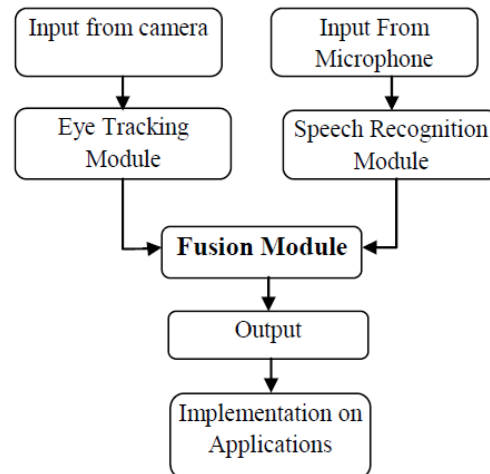 Input from camera
Input From
Microphone
Eye Tracking
Module
Speech Recognition
Module
Fusion Module
Output
Implementation on
Applications